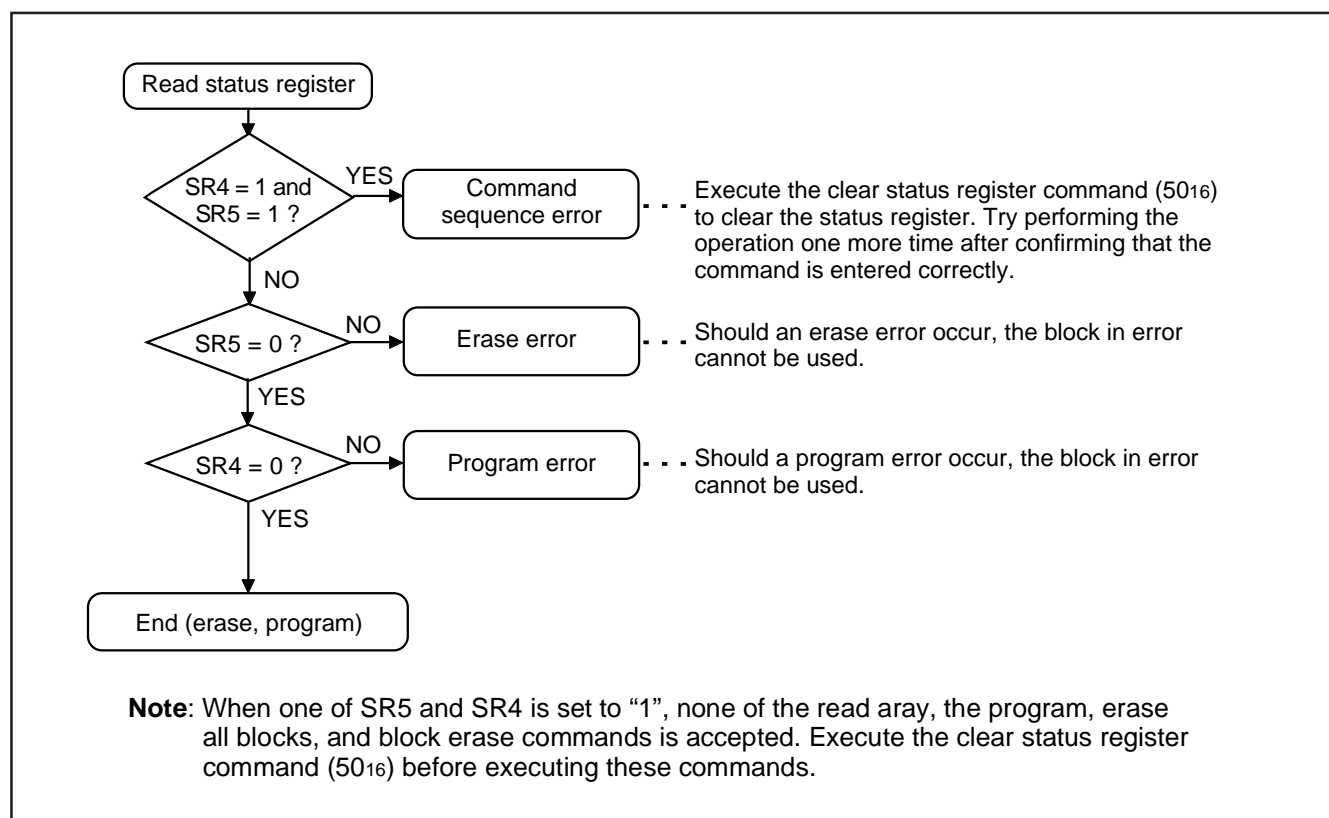 Read status register
SR4 = 1 and
SR5 = 1 ?
YES
Command
sequence error
Execute the clear status register command (5016)
to clear the status register. Try performing the
operation one more time after confirming that the
command is entered correctly.
NO
SR5 = 0 ?
NO
Erase error
Should an erase error occur, the block in error
cannot be used.
YES
SR4 = 0 ?
NO
Program error
Should a program error occur, the block in error
cannot be used.
YES
End (erase, program)
Note: When one of SR5 and SR4 is set to “1”, none of the read aray, the program, erase
all blocks, and block erase commands is accepted. Execute the clear status register
command (5016) before executing these commands.